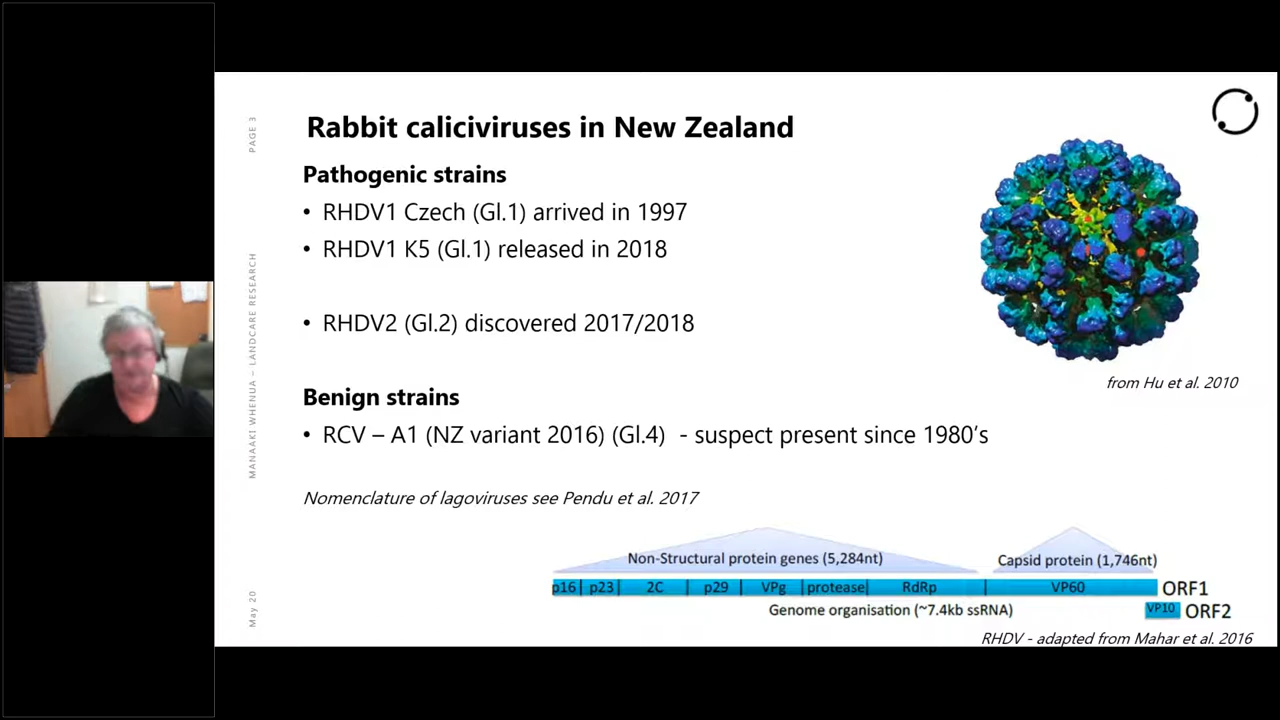 Rabbit caliciviruses in New Zealand
Pathogenic strains
• RHDV1 Czech (Gl.1) arrived in 1997
• RHDV1 K5 (Gl.1) released in 2018
• RHDV2 (Gl.2) discovered 2017/2018
Benign strains
• RCV – A1 (NZ variant 2016) (Gl.4) - suspect present since 1980's
Nomenclature of lagoviruses see Pendu et al. 2017
from Hu et al. 2010
Non-Structural protein genes (5,284nt)
Capsid protein (1,746nt)
p16 p23 2C p29 VPg protease RdRp VP60 ORF1
VP10 ORF2
Genome organisation (~7.4kb ssRNA)
RHDV - adapted from Mahar et al. 2016
PAGE 3
MANAAKI WHENUA – LANDCARE RESEARCH
May 20